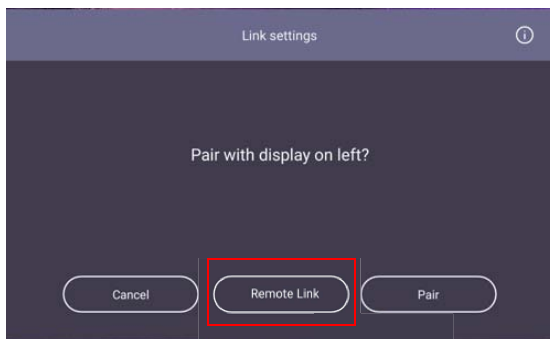 Link settings
Pair with display on left?
Cancel
Remote Link
Pair